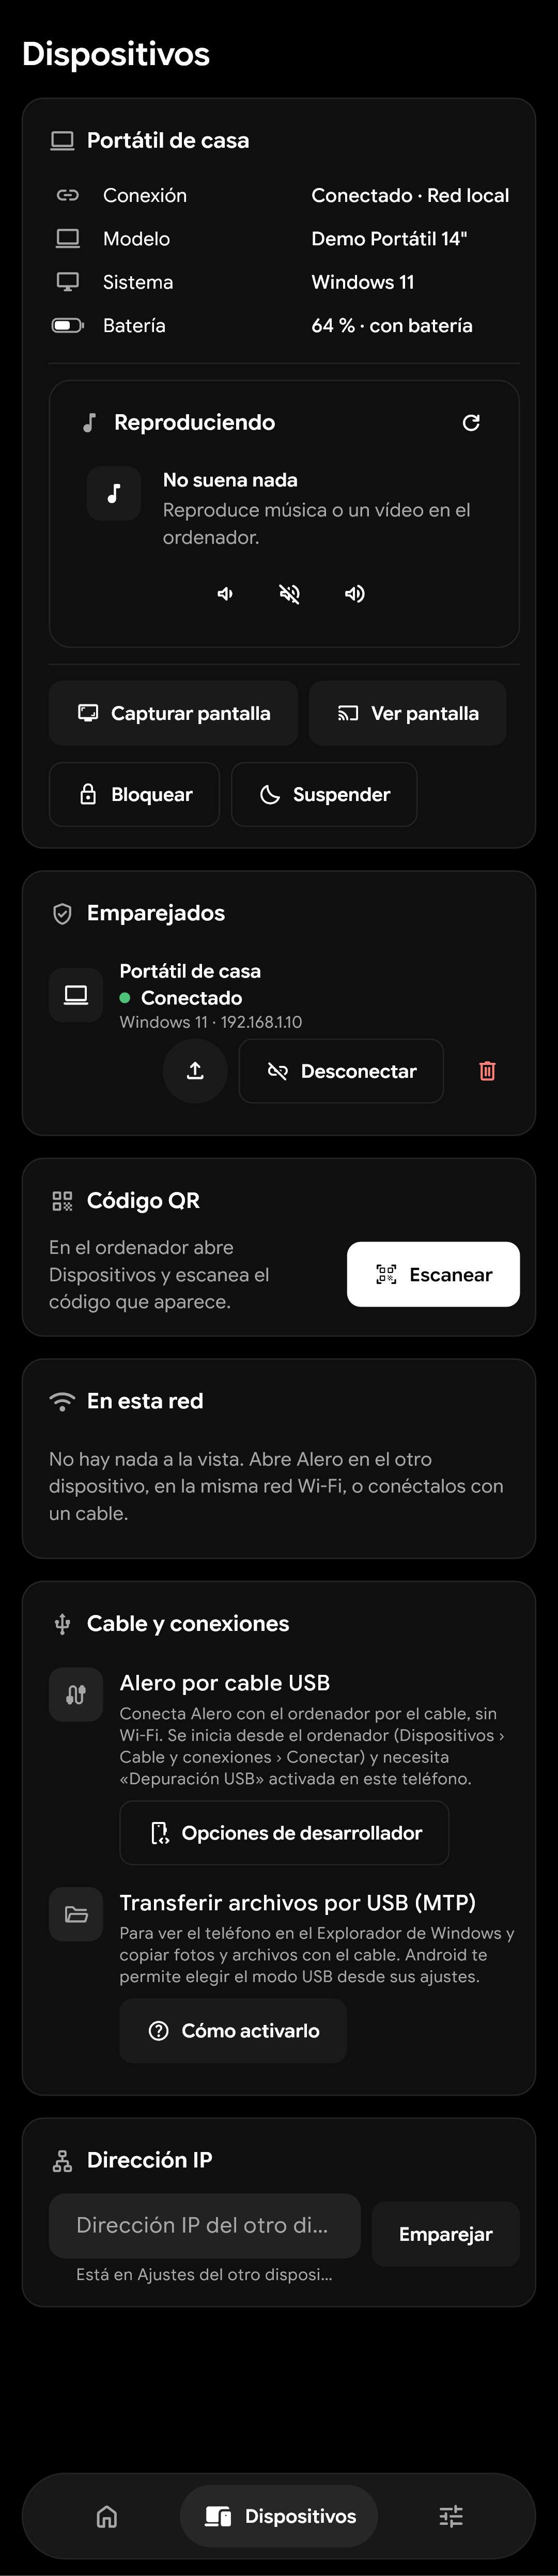 Dispositivos
Portátil de casa
Conexión Conectado · Red local
Modelo Demo Portátil 14"
Sistema Windows 11
Batería 64 % · con batería
Reproduciendo
No suena nada
Reproduce música o un vídeo en el
ordenador.
Capturar pantalla Ver pantalla
Bloquear Suspender
Emparejados
Portátil de casa
Conectado
Windows 11 · 192.168.1.10
Desconectar
Código QR
En el ordenador abre
Dispositivos y escanea el
código que aparece.
Escanear
En esta red
No hay nada a la vista. Abre Alero en el otro
dispositivo, en la misma red Wi-Fi, o conéctalos con
un cable.
Cable y conexiones
Alero por cable USB
Conecta Alero con el ordenador por el cable, sin
Wi-Fi. Se inicia desde el ordenador (Dispositivos ›
Cable y conexiones › Conectar) y necesita
«Depuración USB» activada en este teléfono.
Opciones de desarrollador
Transferir archivos por USB (MTP)
Para ver el teléfono en el Explorador de Windows y
copiar fotos y archivos con el cable. Android te
permite elegir el modo USB desde sus ajustes.
Cómo activarlo
Dirección IP
Dirección IP del otro di...
Emparejar
Está en Ajustes del otro disposi...
Dispositivos